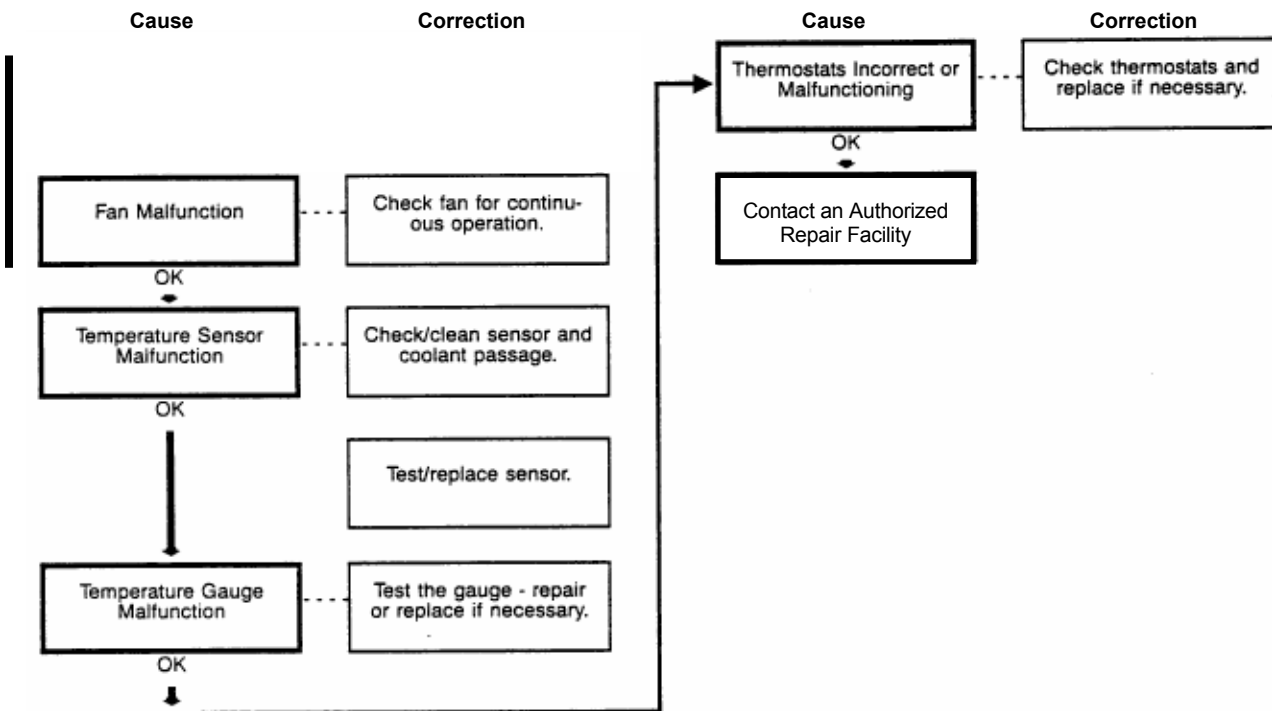 Cause
Correction
Fan Malfunction
Check fan for continu-
ous operation.
OK
Temperature Sensor
Malfunction
Check/clean sensor and
coolant passage.
OK
Test/replace sensor.
Temperature Gauge
Malfunction
Test the gauge - repair
or replace if necessary.
OK
Cause
Correction
Thermostats Incorrect or
Malfunctioning
Check thermostats and
replace if necessary.
OK
Contact an Authorized
Repair Facility